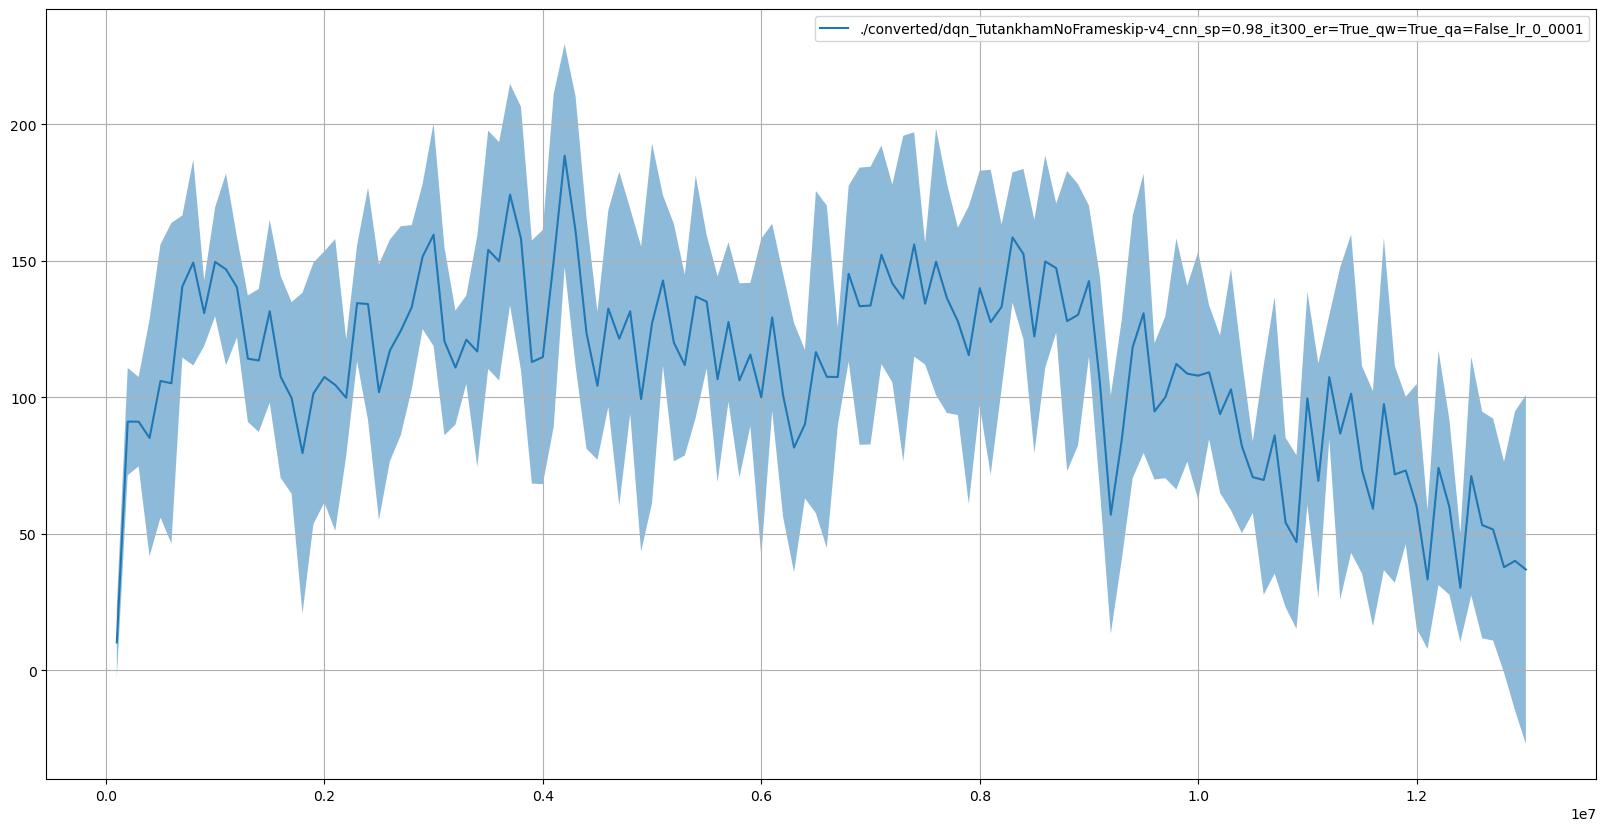 ./converted/dqn_TutankhamNoFrameskip-v4_cnn_sp=0.98_it300_er=True_qw=True_qa=False_lr_0_0001
200
150
100
50
0
0.0 0.2 0.4 0.6 0.8 1.0 1.2
1e7